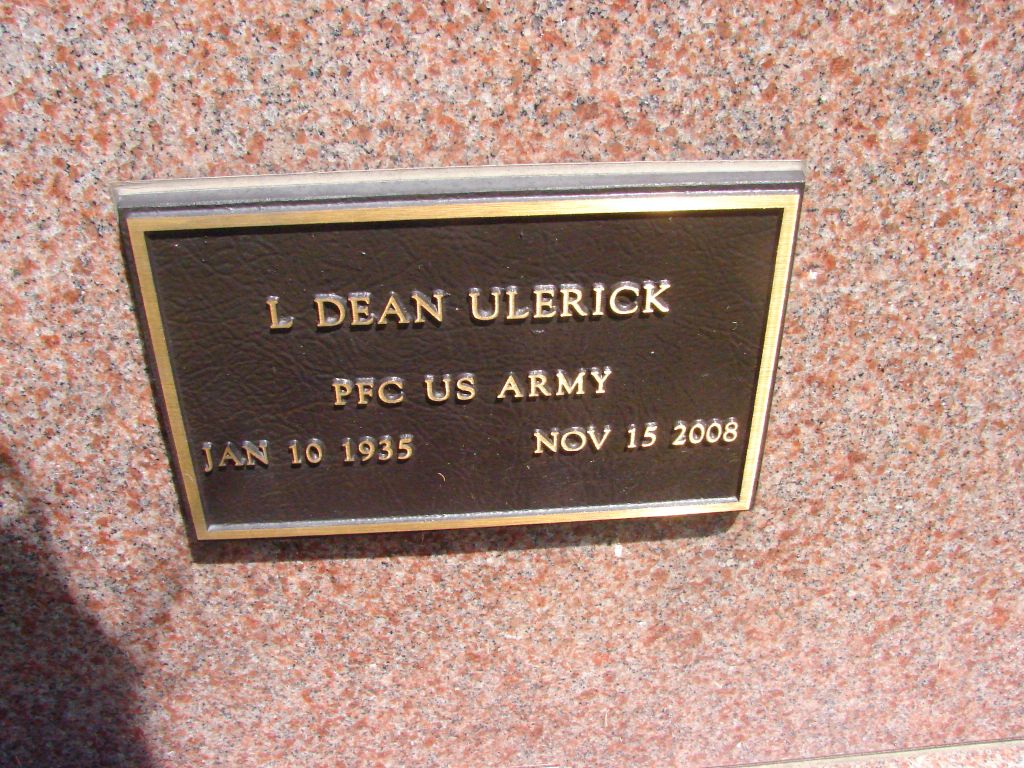 L DEAN ULERICK
PFC US ARMY
JAN 10 1935 NOV 15 2008